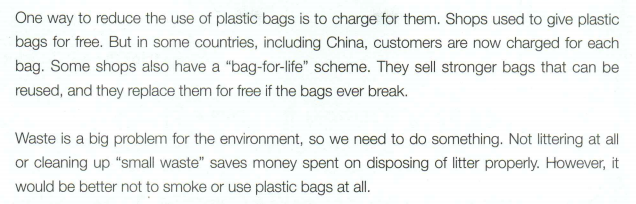 One way to reduce the use of plastic bags is to charge for them. Shops used to give plastic
bags for free. But in some countries, including China, customers are now charged for each
bag. Some shops also have a “bag-for-life” scheme. They sell stronger bags that can be
reused, and they replace them for free if the bags ever break.
Waste is a big problem for the environment, so we need to do something. Not littering at all
or cleaning up “small waste” saves money spent on disposing of litter properly. However, it
would be better not to smoke or use plastic bags at all.